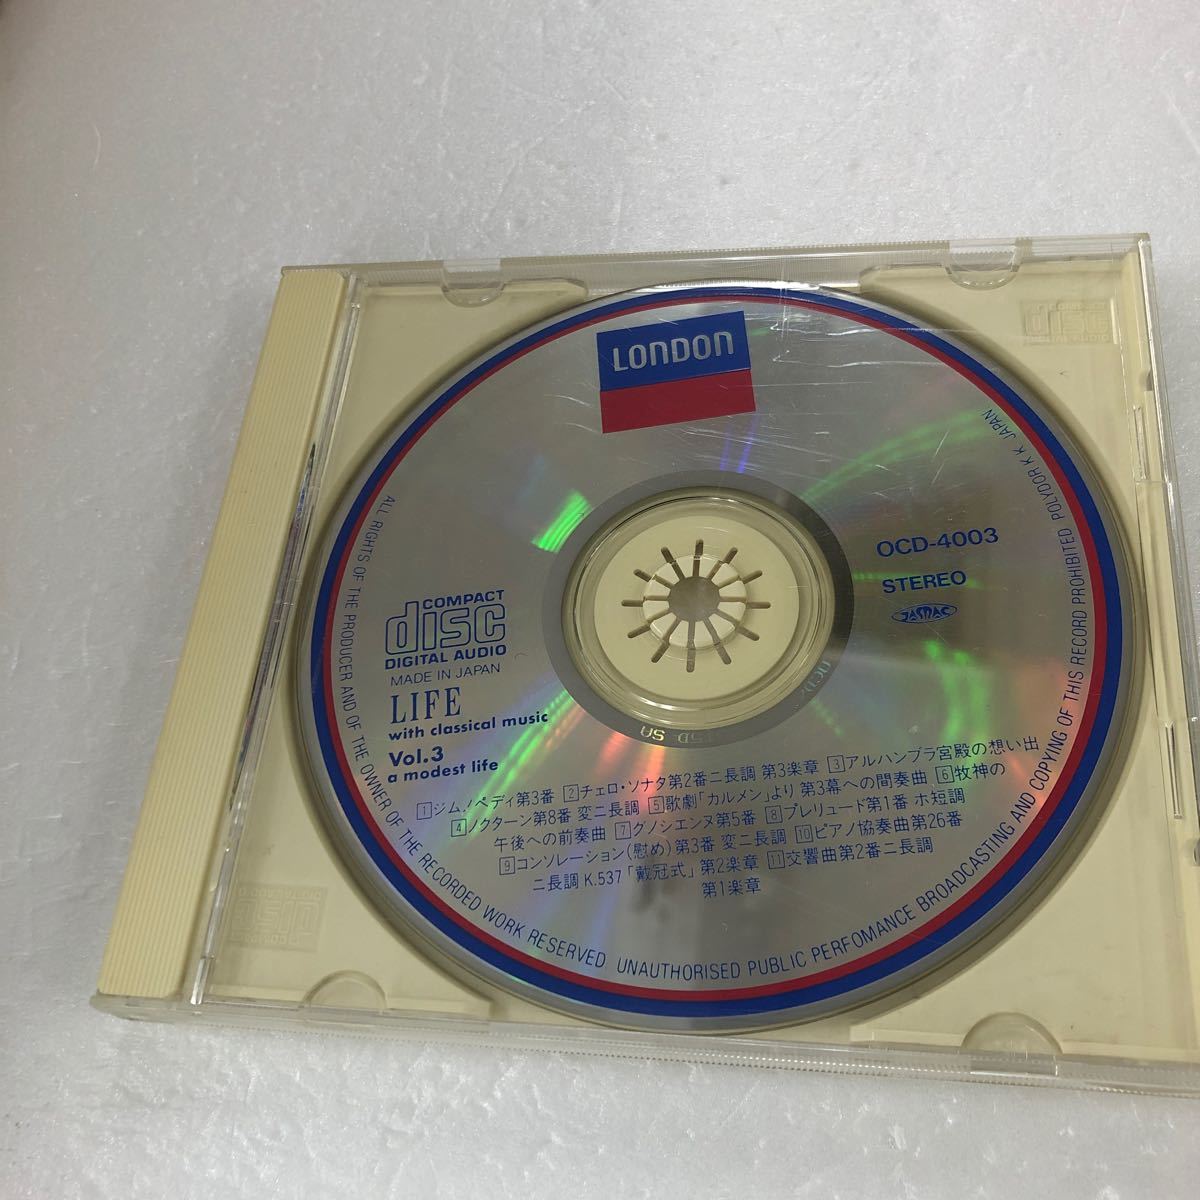 LONDON
OCD-4003
STEREO
JASRAC
COMPACT
disc
DIGITAL AUDIO
MADE IN JAPAN
LIFE
with classical music
Vol.3
a modest life
1 ジムノペディ第3番 2 チェロ・ソナタ第2番ニ長調 第3楽章 3 アルハンブラ宮殿の想い出
4 ノクターン第8番 変ニ長調 5 歌劇「カルメン」より 第3幕への間奏曲 6 牧神の
午後への前奏曲 7 グノシエンヌ第5番 8 プレリュード第1番 ホ短調
9 コンソレーション(慰め)第3番 変ニ長調 10 ピアノ協奏曲第26番
ニ長調 K.537「戴冠式」第2楽章 11 交響曲第2番ニ長調
第1楽章
ALL RIGHTS OF THE PRODUCER AND OF THE OWNER OF THE RECORDED WORK RESERVED UNAUTHORISED PUBLIC PERFOMANCE BROADCASTING AND COPYING OF THIS RECORD PROHIBITED POLYDOR K.K. JAPAN